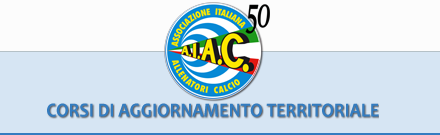 50
ASSOCIAZIONE ITALIANA
A.I.A.C.
ALLENATORI CALCIO
CORSI DI AGGIORNAMENTO TERRITORIALE